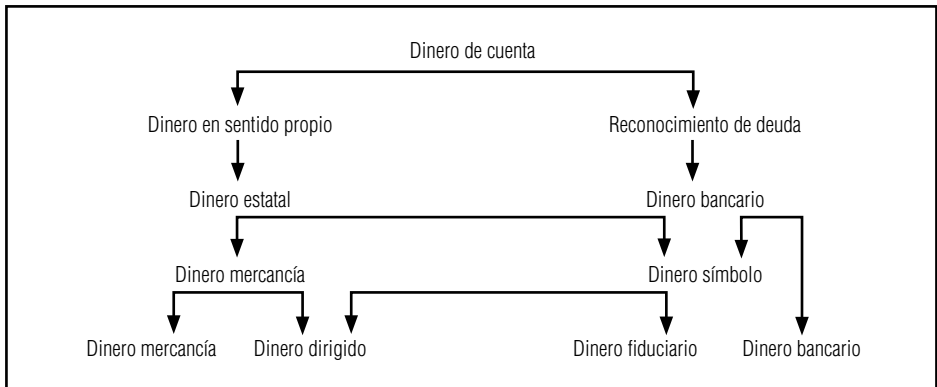 Dinero de cuenta
Dinero en sentido propio Reconocimiento de deuda
Dinero estatal Dinero bancario
Dinero mercancía Dinero símbolo
Dinero mercancía Dinero dirigido Dinero fiduciario Dinero bancario